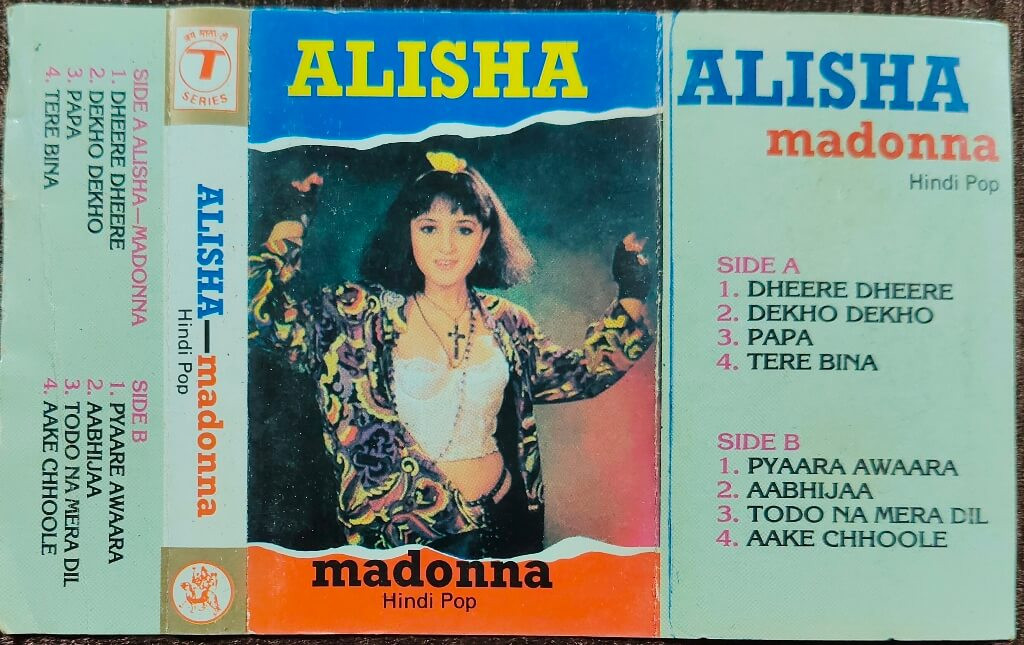 SIDE A ALISHA—MADONNA
1. DHEERE DHEERE
2. DEKHO DEKHO
3. PAPA
4. TERE BINA
SIDE B
1. PYAARE AWAARA
2. AABHIJAA
3. TODO NA MERA DIL
4. AAKE CHHOOLE
जय माता दी
T
SERIES
ALISHA—madonna
Hindi Pop
ALISHA
madonna
Hindi Pop
ALISHA
madonna
Hindi Pop
SIDE A
1. DHEERE DHEERE
2. DEKHO DEKHO
3. PAPA
4. TERE BINA
SIDE B
1. PYAARA AWAARA
2. AABHIJAA
3. TODO NA MERA DIL
4. AAKE CHHOOLE